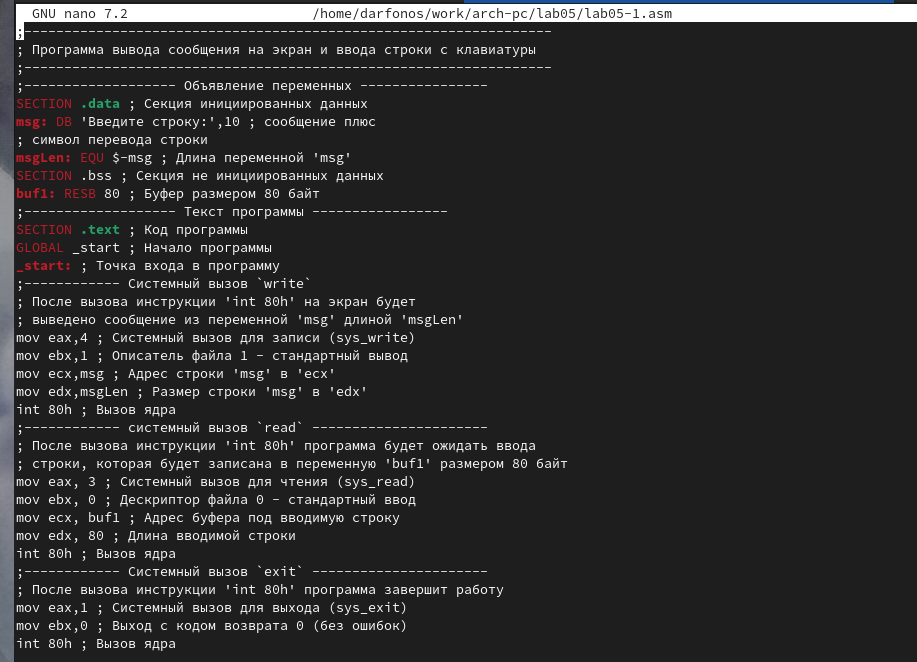 GNU nano 7.2 /home/darfonos/work/arch-pc/lab05/lab05-1.asm
;------------------------------------------------------------------
; Программа вывода сообщения на экран и ввода строки с клавиатуры
;------------------------------------------------------------------
;------------------- Объявление переменных ----------------
SECTION .data ; Секция инициированных данных
msg: DB 'Введите строку:',10 ; сообщение плюс
; символ перевода строки
msgLen: EQU $-msg ; Длина переменной 'msg'
SECTION .bss ; Секция не инициированных данных
buf1: RESB 80 ; Буфер размером 80 байт
;------------------- Текст программы -----------------
SECTION .text ; Код программы
GLOBAL _start ; Начало программы
_start: ; Точка входа в программу
;------------ Системный вызов `write`
; После вызова инструкции 'int 80h' на экран будет
; выведено сообщение из переменной 'msg' длиной 'msgLen'
mov eax,4 ; Системный вызов для записи (sys_write)
mov ebx,1 ; Описатель файла 1 - стандартный вывод
mov ecx,msg ; Адрес строки 'msg' в 'ecx'
mov edx,msgLen ; Размер строки 'msg' в 'edx'
int 80h ; Вызов ядра
;------------ системный вызов `read` ----------------------
; После вызова инструкции 'int 80h' программа будет ожидать ввода
; строки, которая будет записана в переменную 'buf1' размером 80 байт
mov eax, 3 ; Системный вызов для чтения (sys_read)
mov ebx, 0 ; Дескриптор файла 0 - стандартный ввод
mov ecx, buf1 ; Адрес буфера под вводимую строку
mov edx, 80 ; Длина вводимой строки
int 80h ; Вызов ядра
;------------ Системный вызов `exit` ----------------------
; После вызова инструкции 'int 80h' программа завершит работу
mov eax,1 ; Системный вызов для выхода (sys_exit)
mov ebx,0 ; Выход с кодом возврата 0 (без ошибок)
int 80h ; Вызов ядра